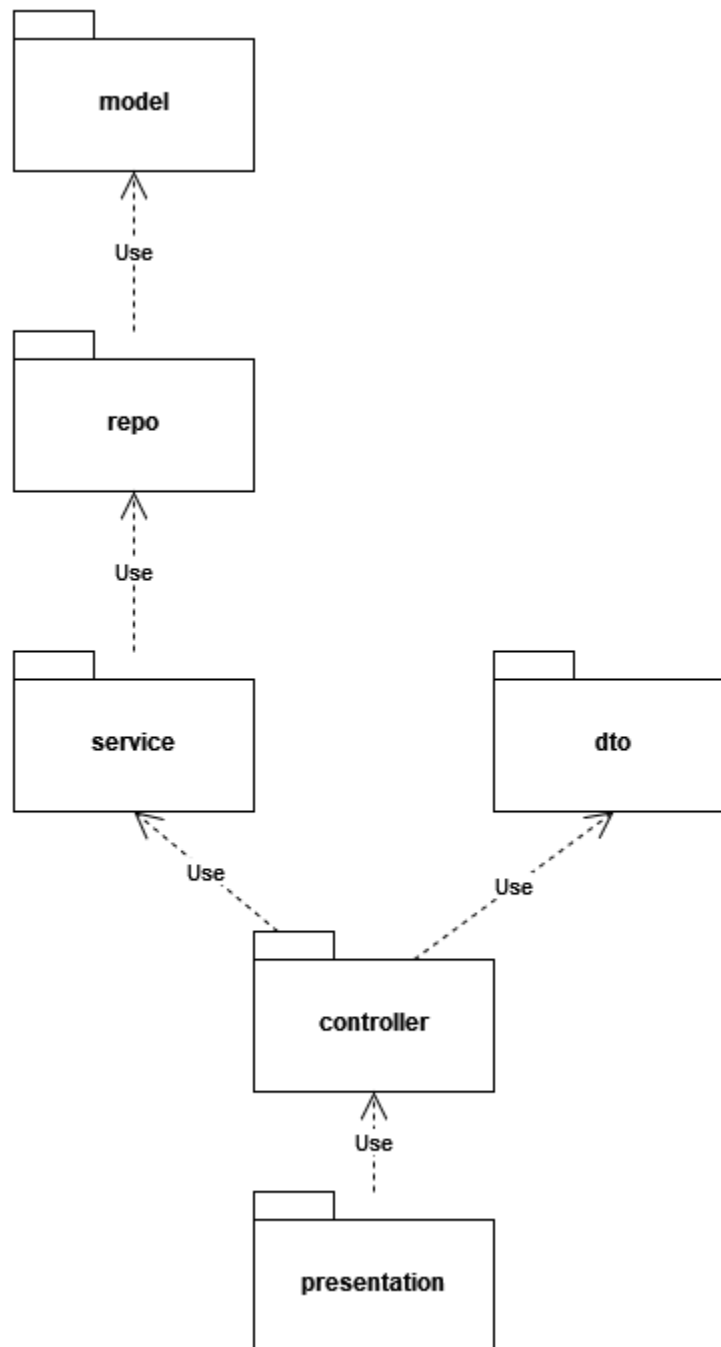 model
Use
repo
Use
service
dto
Use
Use
controller
Use
presentation